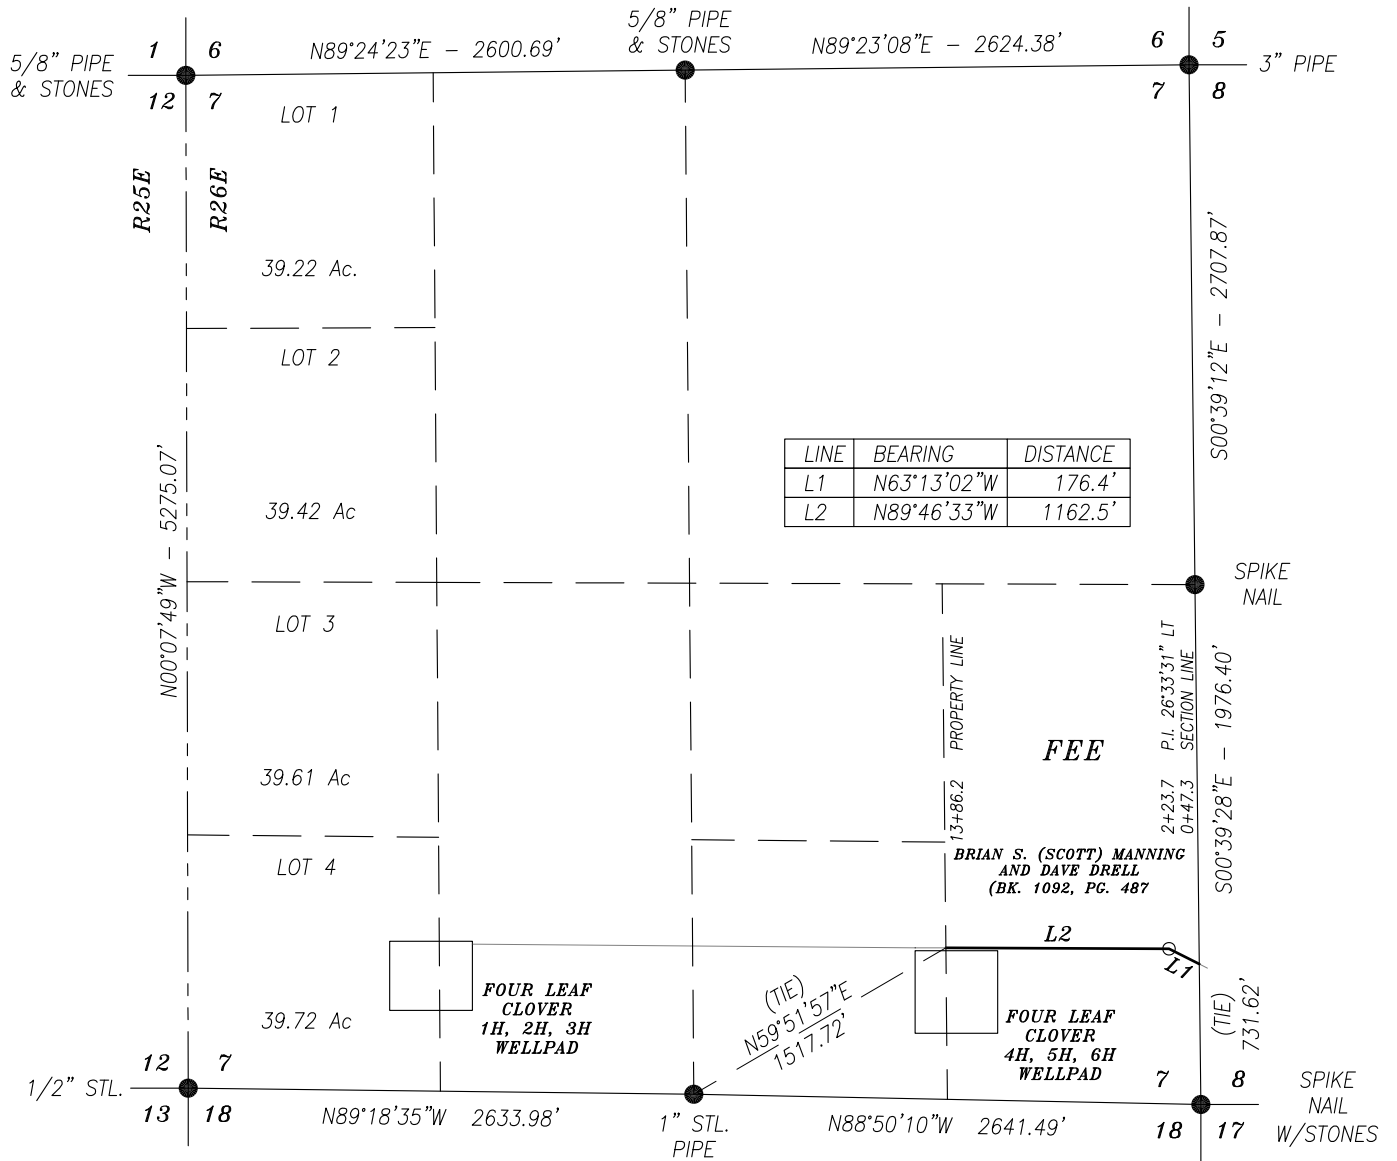 5/8" PIPE
& STONES
1 6
N89°24'23"E - 2600.69'
5/8" PIPE
& STONES
N89°23'08"E - 2624.38'
6 5
3" PIPE
12 7
7 8
LOT 1
R25E
R26E
39.22 Ac.
S00°39'12"E - 2707.87'
LOT 2
LINE BEARING DISTANCE
L1 N63°13'02"W 176.4'
L2 N89°46'33"W 1162.5'
39.42 Ac
N00°07'49"W - 5275.07'
SPIKE
NAIL
LOT 3
13+86.2 PROPERTY LINE
2+23.7 P.I. 26°33'31" LT
0+47.3 SECTION LINE
S00°39'28"E - 1976.40'
FEE
39.61 Ac
BRIAN S. (SCOTT) MANNING
AND DAVE DRELL
(BK. 1092, PG. 487
LOT 4
L2
L1
FOUR LEAF
CLOVER
1H, 2H, 3H
WELLPAD
(TIE)
N59°51'57"E
1517.72'
FOUR LEAF
CLOVER
4H, 5H, 6H
WELLPAD
(TIE)
731.62'
39.72 Ac
12 7
1/2" STL.
13 18
N89°18'35"W 2633.98'
1" STL.
PIPE
N88°50'10"W 2641.49'
7 8
18 17
SPIKE
NAIL
W/STONES